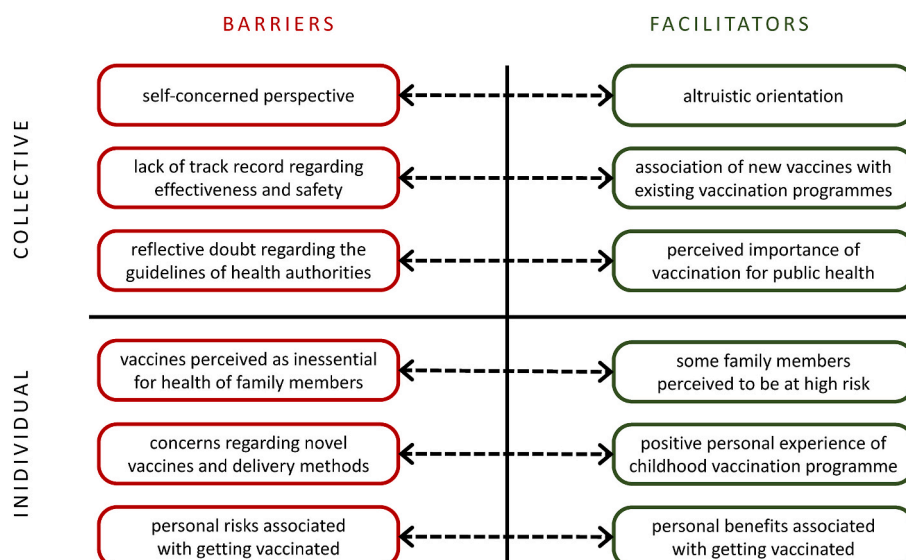 BARRIERS
FACILITATORS
COLLECTIVE
self-concerned perspective
altruistic orientation
lack of track record regarding
effectiveness and safety
association of new vaccines with
existing vaccination programmes
reflective doubt regarding the
guidelines of health authorities
perceived importance of
vaccination for public health
INIDIVIDUAL
vaccines perceived as inessential
for health of family members
some family members
perceived to be at high risk
concerns regarding novel
vaccines and delivery methods
positive personal experience of
childhood vaccination programme
personal risks associated
with getting vaccinated
personal benefits associated
with getting vaccinated